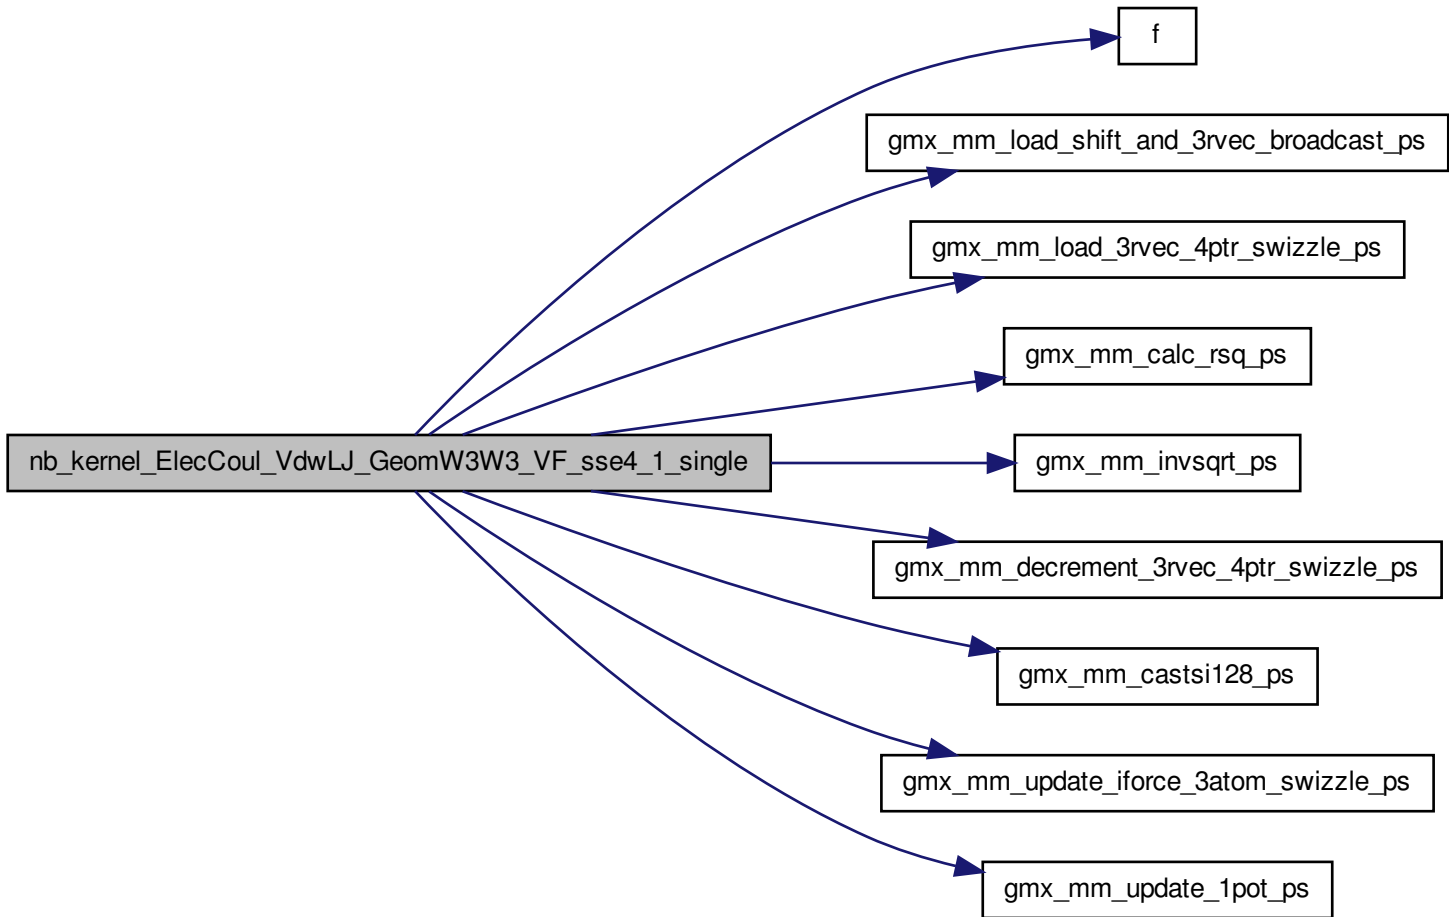 f
gmx_mm_load_shift_and_3rvec_broadcast_ps
gmx_mm_load_3rvec_4ptr_swizzle_ps
gmx_mm_calc_rsq_ps
nb_kernel_ElecCoul_VdwLJ_GeomW3W3_VF_sse4_1_single
gmx_mm_invsqrt_ps
gmx_mm_decrement_3rvec_4ptr_swizzle_ps
gmx_mm_castsi128_ps
gmx_mm_update_iforce_3atom_swizzle_ps
gmx_mm_update_1pot_ps